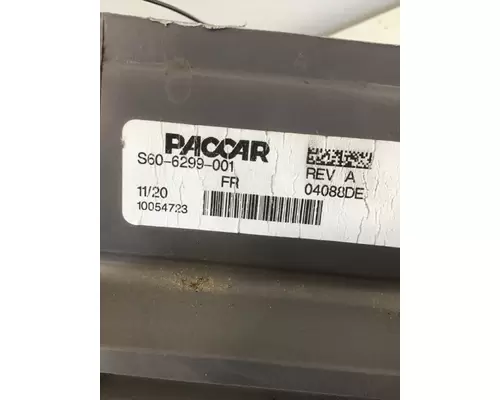 PACCAR
S60-6299-001
REV A
FR
11/20
04088DE
10054723